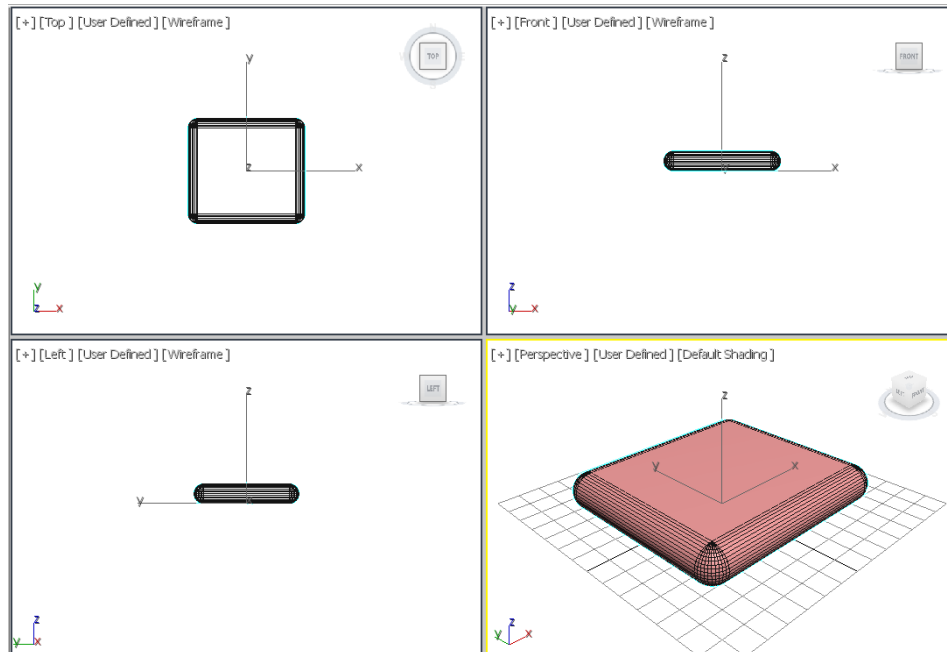 [+] [Top ] [User Defined ] [Wireframe ]
TOP
y
z
x
y
z
x
[+] [Front ] [User Defined ] [Wireframe ]
FRONT
z
x
z
y
x
[+] [Left ] [User Defined ] [Wireframe ]
LEFT
z
y
z
y
x
[+] [Perspective ] [User Defined ] [Default Shading ]
z
y
x
z
y
x